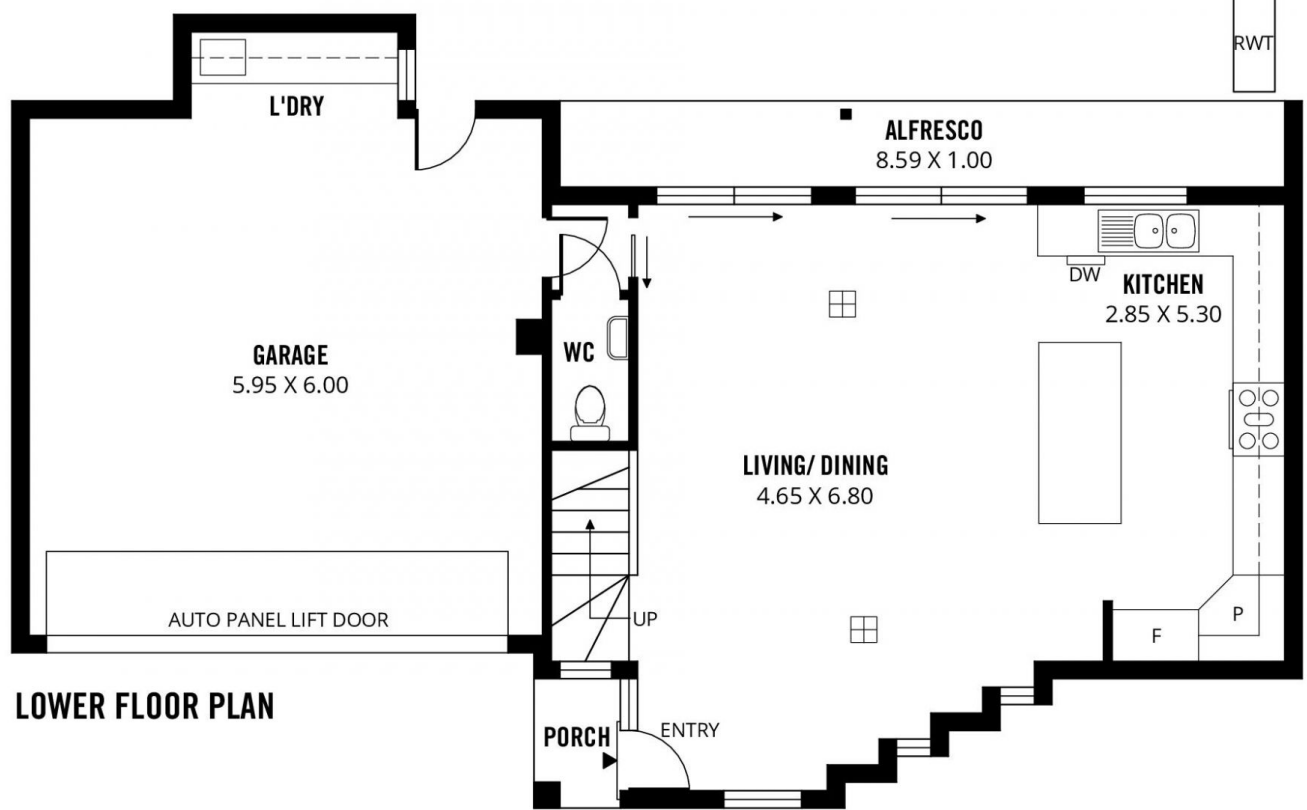 RWT
L'DRY
ALFRESCO
8.59 X 1.00
DW
KITCHEN
2.85 X 5.30
GARAGE
5.95 X 6.00
WC
LIVING/ DINING
4.65 X 6.80
AUTO PANEL LIFT DOOR
UP
F
P
LOWER FLOOR PLAN
PORCH
ENTRY